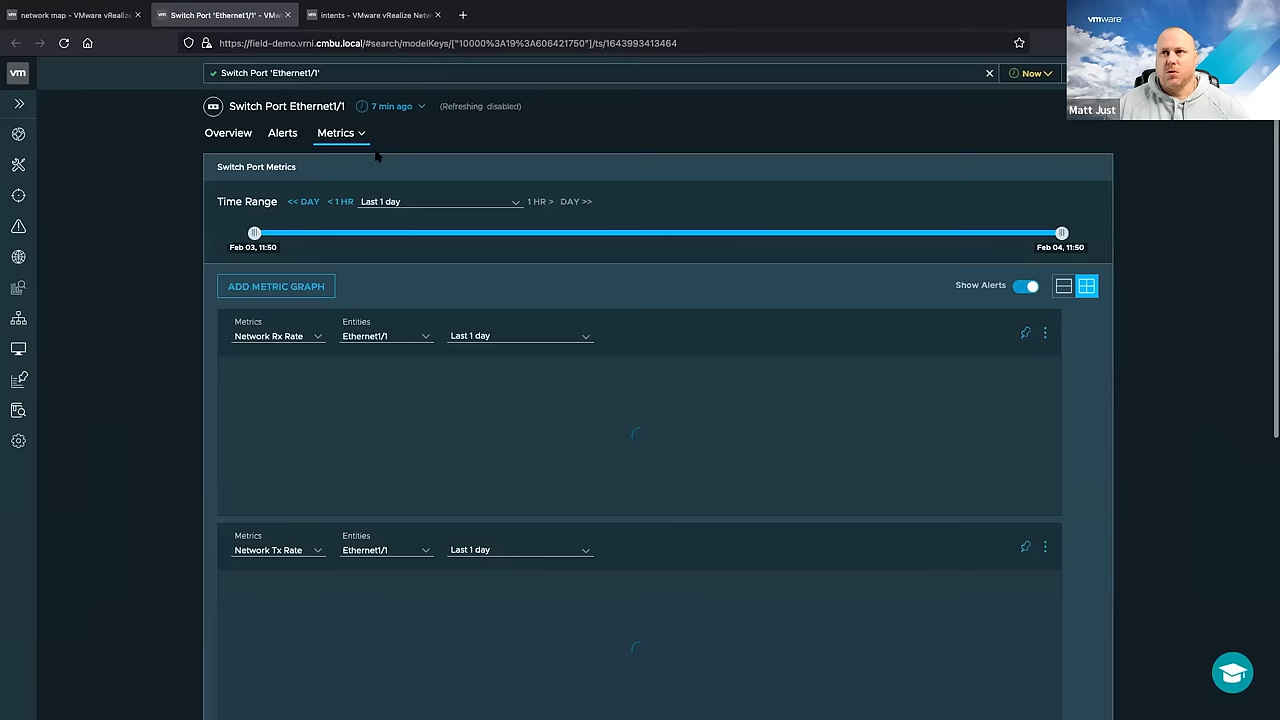 network map - VMware vRealiz
Switch Port 'Ethernet1/1' - VMw
intents - VMware vRealize Netw
https://field-demo.vrni.cmbu.local/#search/modelKeys/["10000%3A19%3A606421750"]/ts/1643993413464
vmware
Matt Just
vm
Switch Port 'Ethernet1/1'
Now
Switch Port Ethernet1/1
7 min ago
(Refreshing disabled)
Overview
Alerts
Metrics
Switch Port Metrics
Time Range
<< DAY
< 1 HR
Last 1 day
1 HR >
DAY >>
Feb 03, 11:50
Feb 04, 11:50
ADD METRIC GRAPH
Show Alerts
Metrics
Entities
Network Rx Rate
Ethernet1/1
Last 1 day
Metrics
Entities
Network Tx Rate
Ethernet1/1
Last 1 day